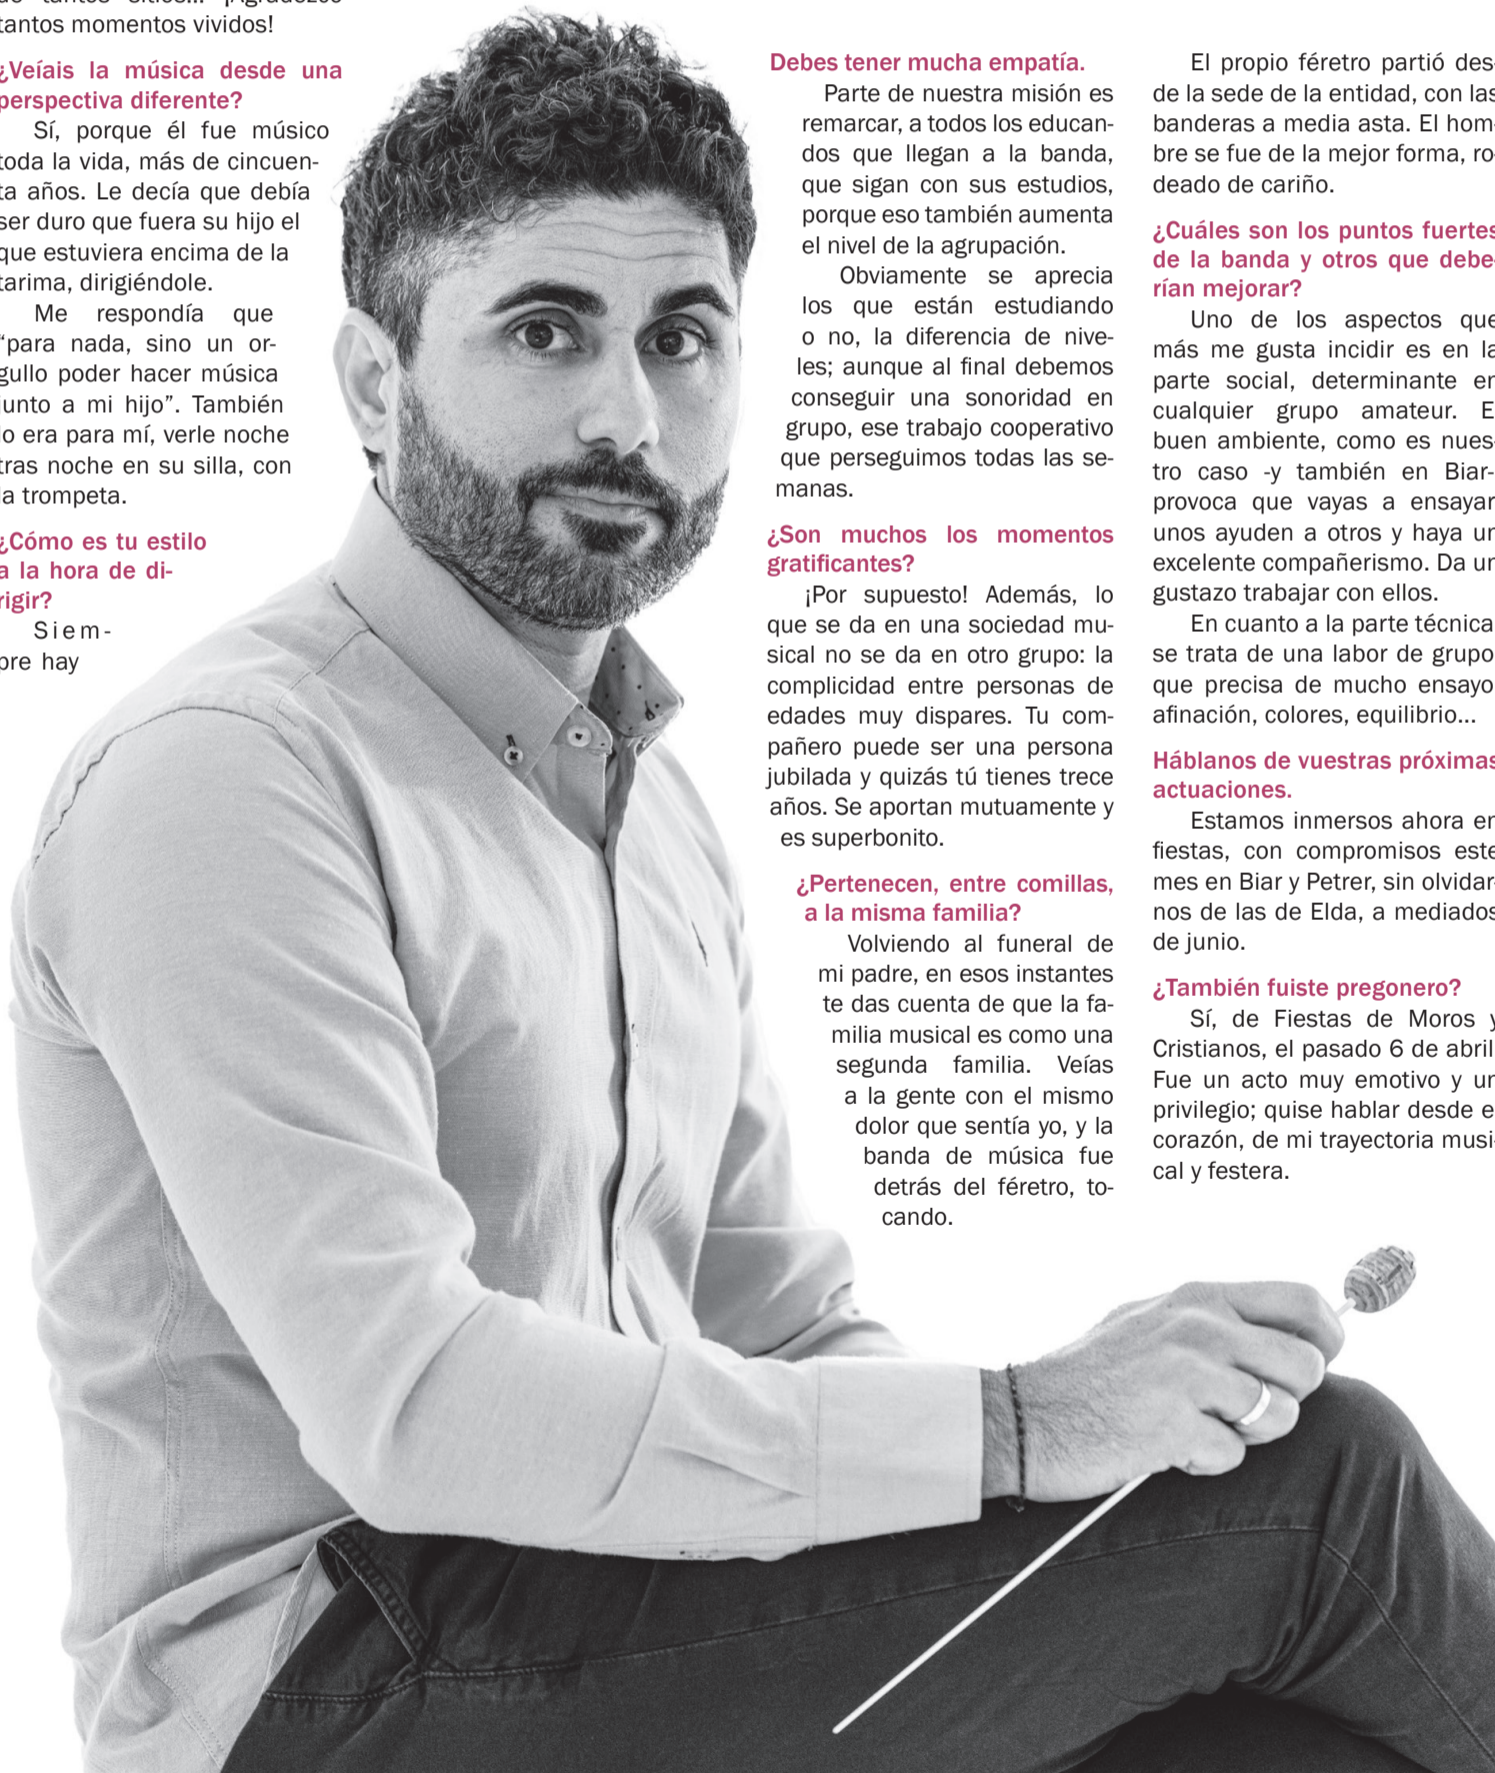 de tantos sitios... ¡Agradezco
tantos momentos vividos!
¿Veíais la música desde una
perspectiva diferente?
Sí, porque él fue músico
toda la vida, más de cincuen-
ta años. Le decía que debía
ser duro que fuera su hijo el
que estuviera encima de la
tarima, dirigiéndole.
Me respondía que
“para nada, sino un or-
gullo poder hacer música
junto a mi hijo”. También
lo era para mí, verle noche
tras noche en su silla, con
la trompeta.
¿Cómo es tu estilo
a la hora de di-
rigir?
Siem-
pre hay
Debes tener mucha empatía.
Parte de nuestra misión es
remarcar, a todos los educan-
dos que llegan a la banda,
que sigan con sus estudios,
porque eso también aumenta
el nivel de la agrupación.
Obviamente se aprecia
los que están estudiando
o no, la diferencia de nive-
les; aunque al final debemos
conseguir una sonoridad en
grupo, ese trabajo cooperativo
que perseguimos todas las se-
manas.
¿Son muchos los momentos
gratificantes?
¡Por supuesto! Además, lo
que se da en una sociedad mu-
sical no se da en otro grupo: la
complicidad entre personas de
edades muy dispares. Tu com-
pañero puede ser una persona
jubilada y quizás tú tienes trece
años. Se aportan mutuamente y
es superbonito.
¿Pertenecen, entre comillas,
a la misma familia?
Volviendo al funeral de
mi padre, en esos instantes
te das cuenta de que la fa-
milia musical es como una
segunda familia. Veías
a la gente con el mismo
dolor que sentía yo, y la
banda de música fue
detrás del féretro, to-
cando.
El propio féretro partió des-
de la sede de la entidad, con las
banderas a media asta. El hom-
bre se fue de la mejor forma, ro-
deado de cariño.
¿Cuáles son los puntos fuertes
de la banda y otros que debe-
rían mejorar?
Uno de los aspectos que
más me gusta incidir es en la
parte social, determinante en
cualquier grupo amateur. E
buen ambiente, como es nues-
tro caso -y también en Biar-
provoca que vayas a ensayar
unos ayuden a otros y haya un
excelente compañerismo. Da un
gustazo trabajar con ellos.
En cuanto a la parte técnica
se trata de una labor de grupo
que precisa de mucho ensayo
afinación, colores, equilibrio...
Háblanos de vuestras próximas
actuaciones.
Estamos inmersos ahora en
fiestas, con compromisos este
mes en Biar y Petrer, sin olvidar-
nos de las de Elda, a mediados
de junio.
¿También fuiste pregonero?
Sí, de Fiestas de Moros y
Cristianos, el pasado 6 de abril
Fue un acto muy emotivo y un
privilegio; quise hablar desde e
corazón, de mi trayectoria musi-
cal y festera.